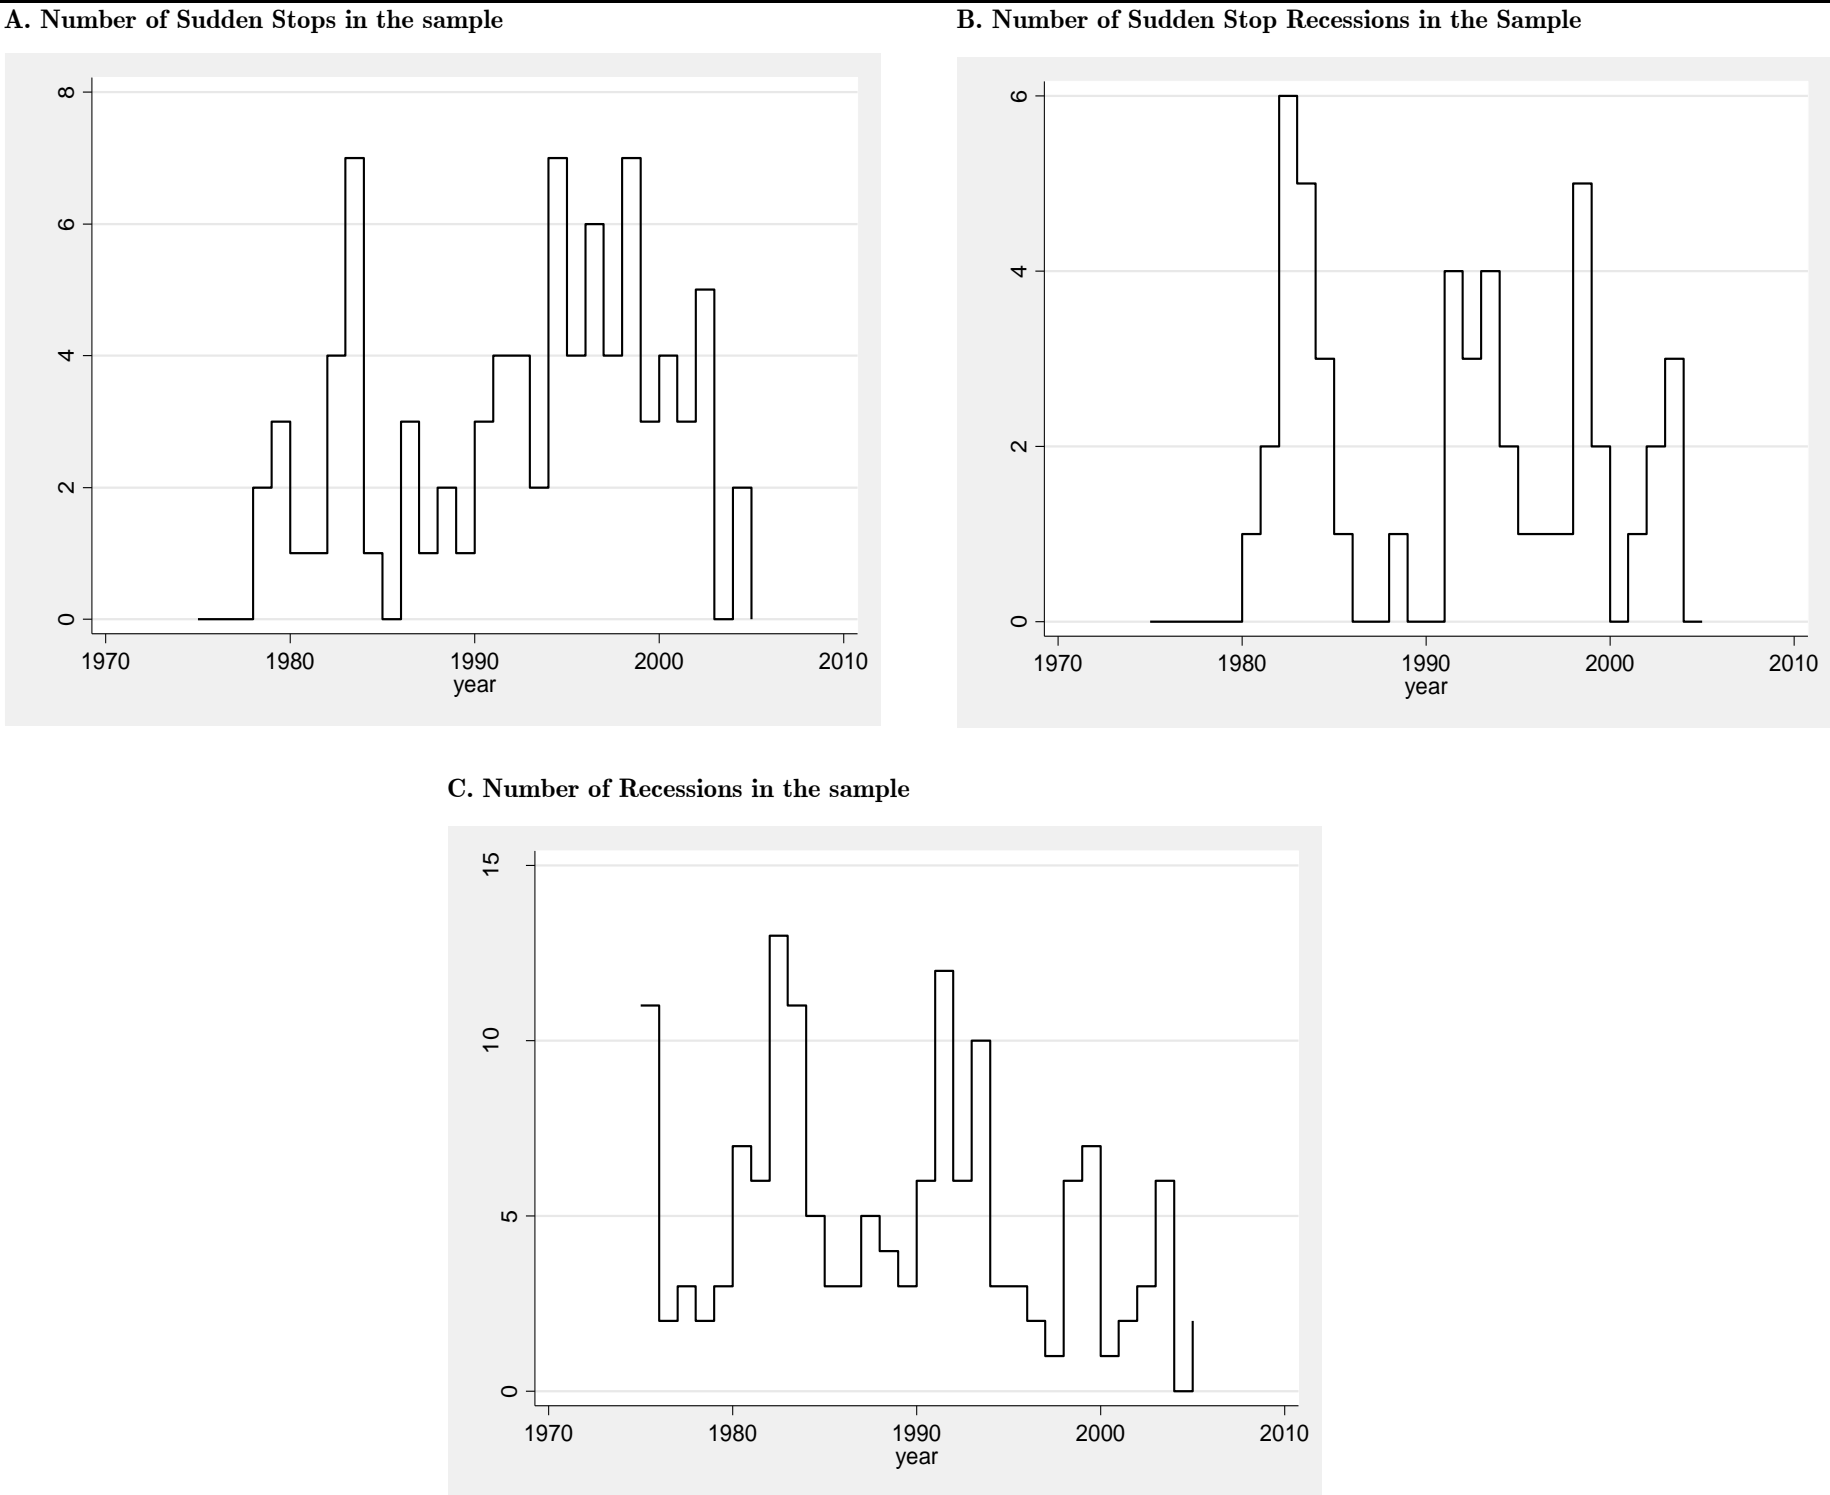 A. Number of Sudden Stops in the sample
8
6
4
2
0
1970 1980 1990 2000 2010
year
B. Number of Sudden Stop Recessions in the Sample
6
4
2
0
1970 1980 1990 2000 2010
year
C. Number of Recessions in the sample
15
10
5
0
1970 1980 1990 2000 2010
year